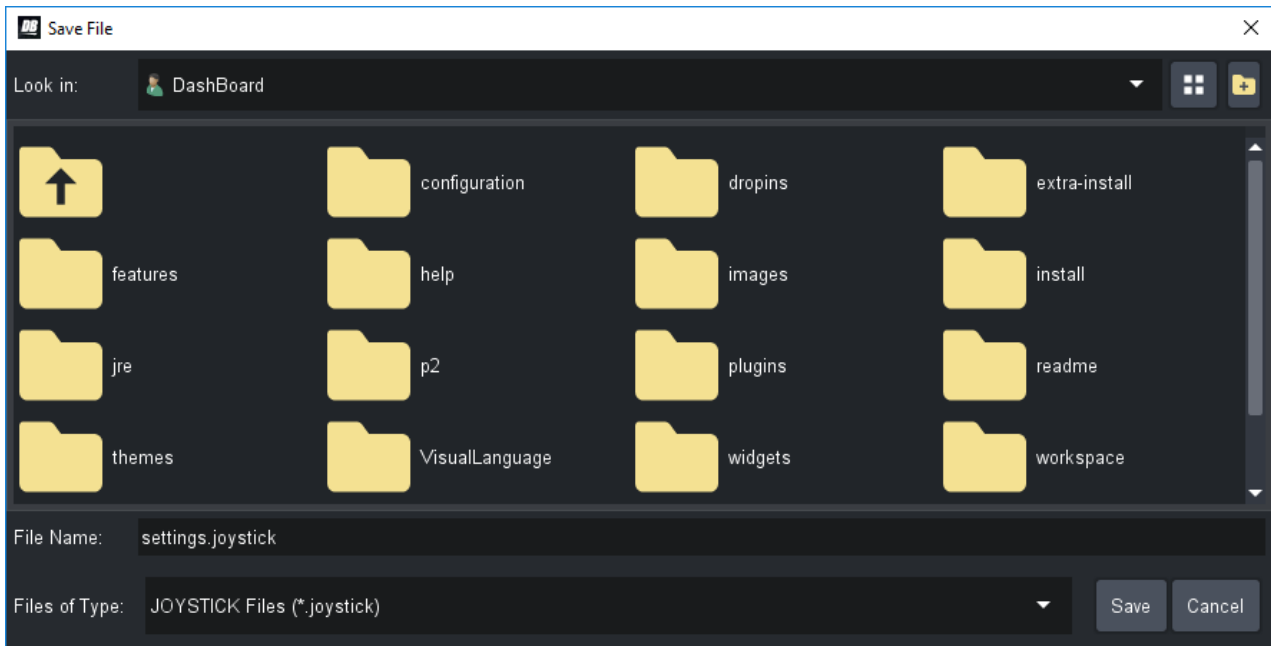 DB Save File
Look in: DashBoard
configuration dropins extra-install
features help images install
jre p2 plugins readme
themes VisualLanguage widgets workspace
File Name: settings.joystick
Files of Type: JOYSTICK Files (*.joystick) Save Cancel